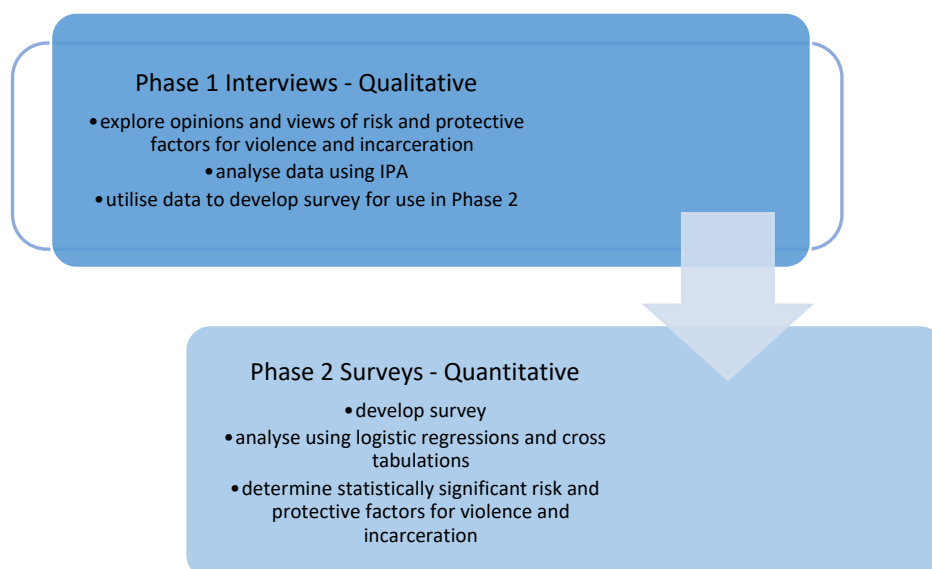 Phase 1 Interviews - Qualitative
•explore opinions and views of risk and protective
factors for violence and incarceration
•analyse data using IPA
•utilise data to develop survey for use in Phase 2
Phase 2 Surveys - Quantitative
•develop survey
•analyse using logistic regressions and cross
tabulations
•determine statistically significant risk and
protective factors for violence and
incarceration